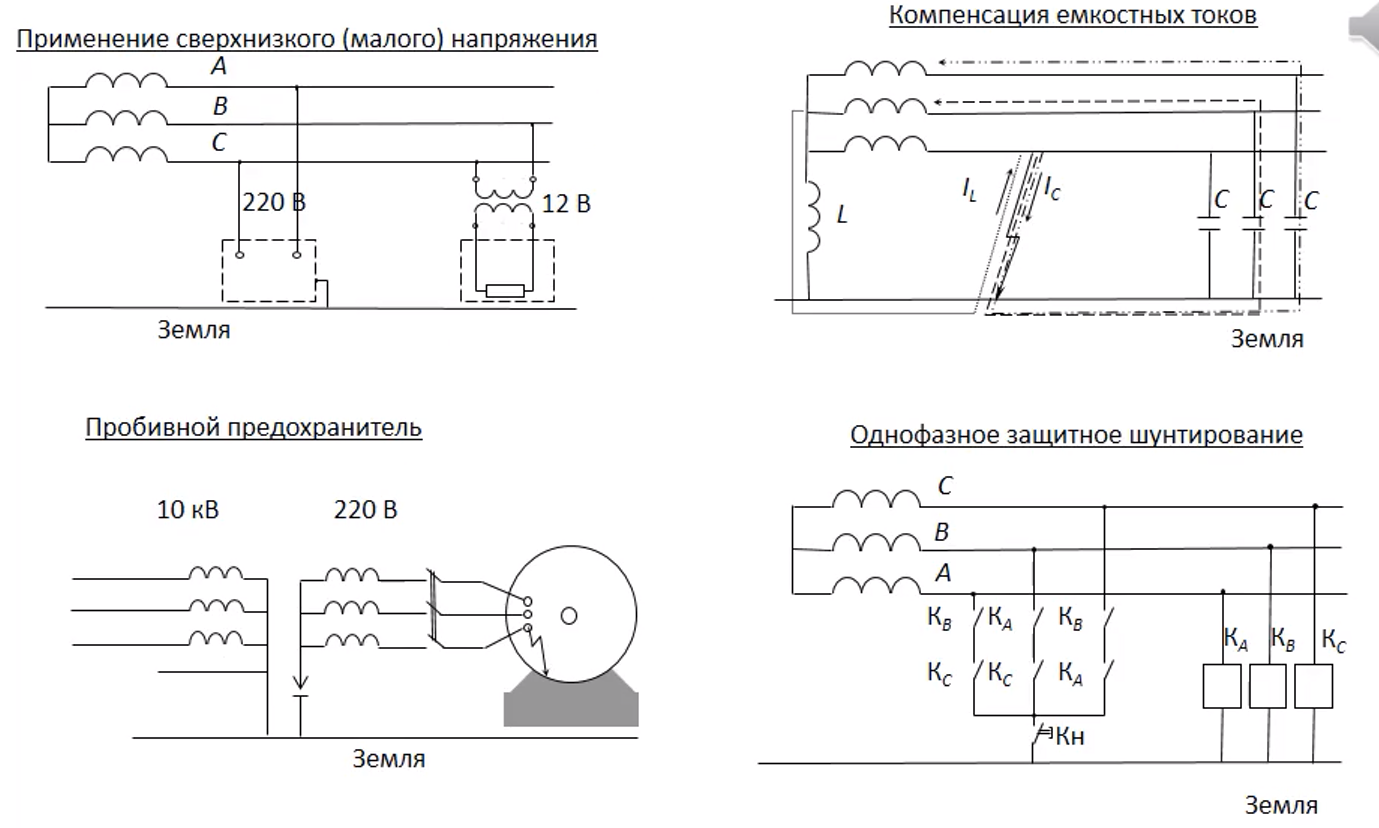 Применение сверхнизкого (малого) напряжения
A
B
C
220 В
12 В
Земля
Компенсация емкостных токов
L
I_L
I_C
C
C
C
Земля
Пробивной предохранитель
10 кВ
220 В
Земля
Однофазное защитное шунтирование
C
B
A
К_B К_A К_B
К_C К_C К_A
К_A К_B К_C
Кн
Земля